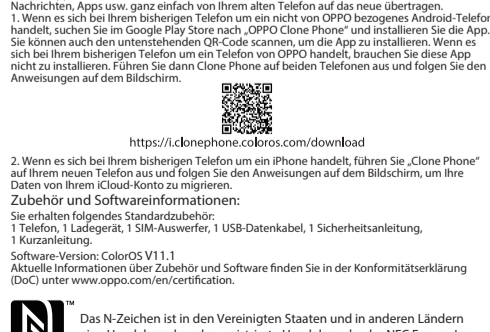 Nachrichten, Apps usw. ganz einfach von Ihrem alten Telefon auf das neue übertragen.
1. Wenn es sich bei Ihrem bisherigen Telefon um ein nicht von OPPO bezogenes Android-Telefon
handelt, suchen Sie im Google Play Store nach „OPPO Clone Phone“ und installieren Sie die App.
Sie können auch den untenstehenden QR-Code scannen, um die App zu installieren. Wenn es
sich bei Ihrem bisherigen Telefon um ein Telefon von OPPO handelt, brauchen Sie diese App
nicht zu installieren. Führen Sie dann Clone Phone auf beiden Telefonen aus und folgen Sie den
Anweisungen auf dem Bildschirm.
https://i.clonephone.coloros.com/download
2. Wenn es sich bei Ihrem bisherigen Telefon um ein iPhone handelt, führen Sie „Clone Phone“
auf Ihrem neuen Telefon aus und folgen Sie den Anweisungen auf dem Bildschirm, um Ihre
Daten von Ihrem iCloud-Konto zu migrieren.
Zubehör und Softwareinformationen:
Sie erhalten folgendes Standardzubehör:
1 Telefon, 1 Ladegerät, 1 SIM-Auswerfer, 1 USB-Datenkabel, 1 Sicherheitsanleitung,
1 Kurzanleitung.
Software-Version: ColorOS V11.1
Aktuelle Informationen über Zubehör und Software finden Sie in der Konformitätserklärung
(DoC) unter www.oppo.com/en/certification.
™
Das N-Zeichen ist in den Vereinigten Staaten und in anderen Ländern